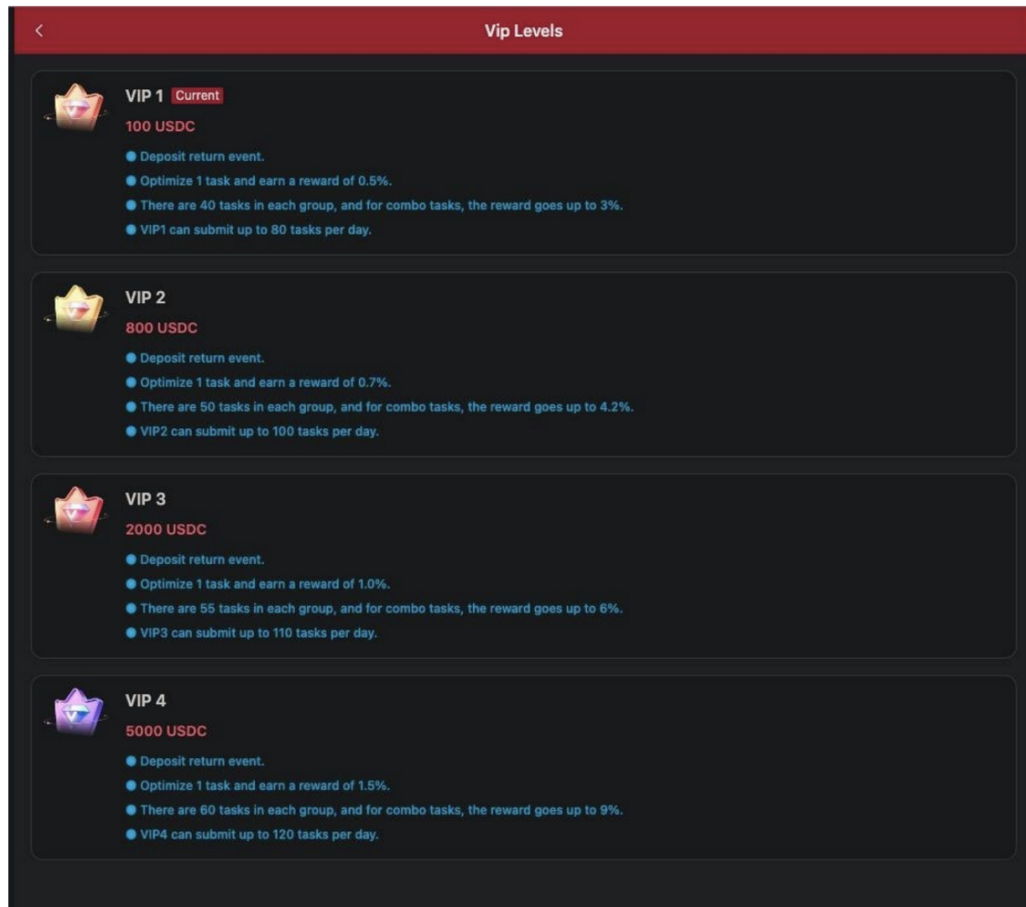 Vip Levels
VIP 1 Current
100 USDC
Deposit return event.
Optimize 1 task and earn a reward of 0.5%.
There are 40 tasks in each group, and for combo tasks, the reward goes up to 3%.
VIP1 can submit up to 80 tasks per day.
VIP 2
800 USDC
Deposit return event.
Optimize 1 task and earn a reward of 0.7%.
There are 50 tasks in each group, and for combo tasks, the reward goes up to 4.2%.
VIP2 can submit up to 100 tasks per day.
VIP 3
2000 USDC
Deposit return event.
Optimize 1 task and earn a reward of 1.0%.
There are 55 tasks in each group, and for combo tasks, the reward goes up to 6%.
VIP3 can submit up to 110 tasks per day.
VIP 4
5000 USDC
Deposit return event.
Optimize 1 task and earn a reward of 1.5%.
There are 60 tasks in each group, and for combo tasks, the reward goes up to 9%.
VIP4 can submit up to 120 tasks per day.